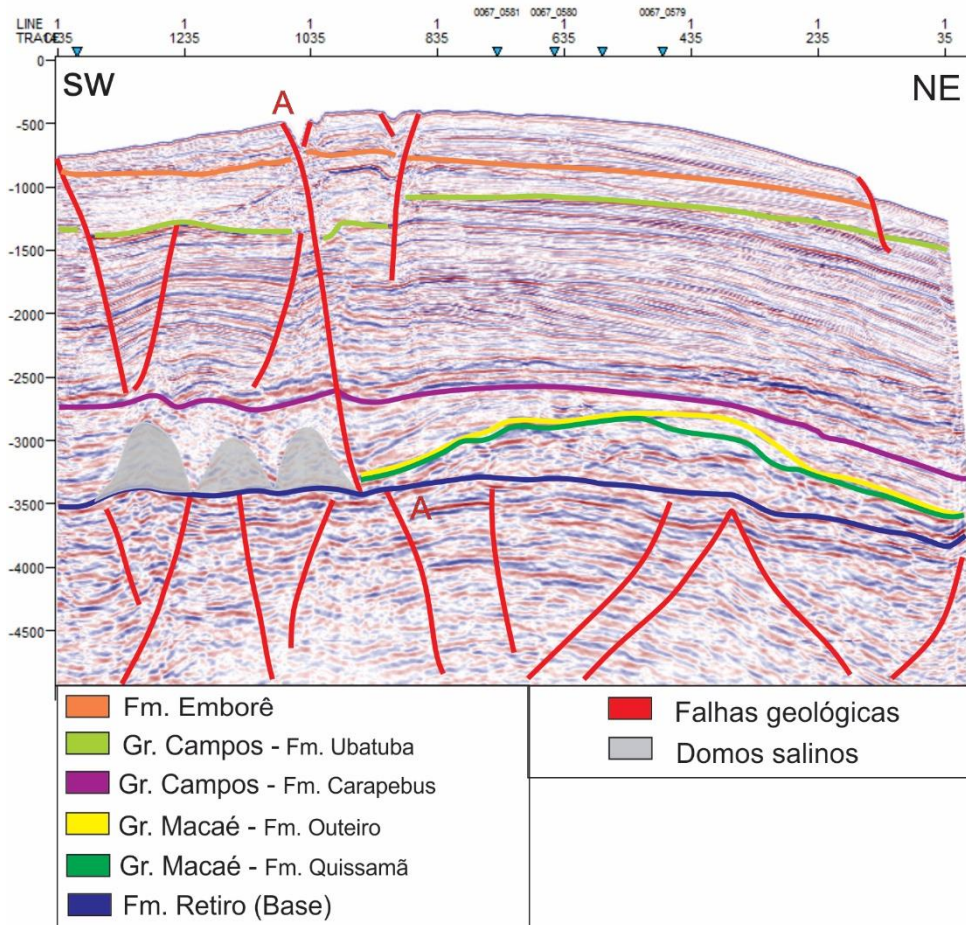 0067_0581 0067_0580 0067_0579
LINE 1 1 1 1 1 1 1 1
1235 1035 835 635 435 235 35
0
SW NE
A
-500
-1000
-1500
-2000
-2500
-3000
-3500
A
-4000
-4500
Fm. Emborê
Gr. Campos - Fm. Ubatuba
Gr. Campos - Fm. Carapebus
Gr. Macaé - Fm. Outeiro
Gr. Macaé - Fm. Quissamã
Fm. Retiro (Base)
Falhas geológicas
Domos salinos